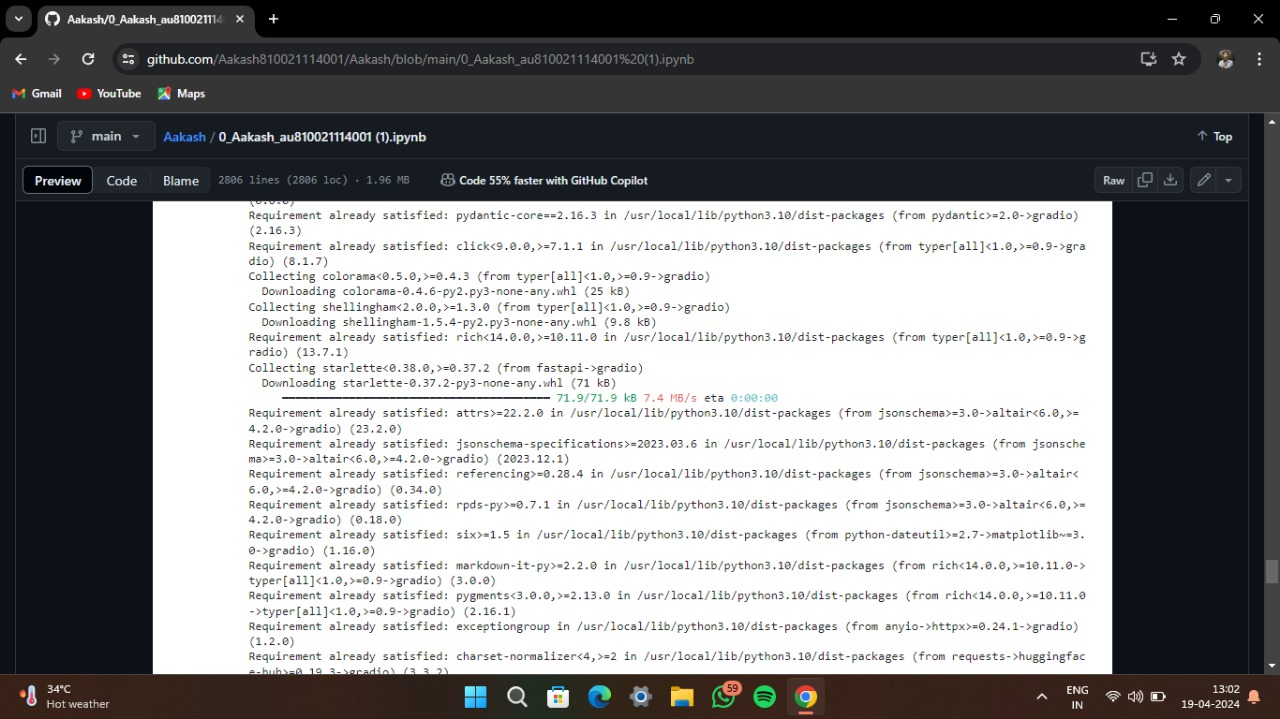 Aakash/0_Aakash_au8100211140
github.com/Aakash810021114001/Aakash/blob/main/0_Aakash_au810021114001%20(1).ipynb
Gmail YouTube Maps
main Aakash / 0_Aakash_au810021114001 (1).ipynb Top
Preview Code Blame 2806 lines (2806 loc) · 1.96 MB Code 55% faster with GitHub Copilot Raw
Requirement already satisfied: pydantic-core==2.16.3 in /usr/local/lib/python3.10/dist-packages (from pydantic>=2.0->gradio)
(2.16.3)
Requirement already satisfied: click<9.0.0,>=7.1.1 in /usr/local/lib/python3.10/dist-packages (from typer[all]<1.0,>=0.9->gra
dio) (8.1.7)
Collecting colorama<0.5.0,>=0.4.3 (from typer[all]<1.0,>=0.9->gradio)
Downloading colorama-0.4.6-py2.py3-none-any.whl (25 kB)
Collecting shellingham<2.0.0,>=1.3.0 (from typer[all]<1.0,>=0.9->gradio)
Downloading shellingham-1.5.4-py2.py3-none-any.whl (9.8 kB)
Requirement already satisfied: rich<14.0.0,>=10.11.0 in /usr/local/lib/python3.10/dist-packages (from typer[all]<1.0,>=0.9->g
radio) (13.7.1)
Collecting starlette<0.38.0,>=0.37.2 (from fastapi->gradio)
Downloading starlette-0.37.2-py3-none-any.whl (71 kB)
71.9/71.9 kB 7.4 MB/s eta 0:00:00
Requirement already satisfied: attrs>=22.2.0 in /usr/local/lib/python3.10/dist-packages (from jsonschema>=3.0->altair<6.0,>=
4.2.0->gradio) (23.2.0)
Requirement already satisfied: jsonschema-specifications>=2023.03.6 in /usr/local/lib/python3.10/dist-packages (from jsonsche
ma>=3.0->altair<6.0,>=4.2.0->gradio) (2023.12.1)
Requirement already satisfied: referencing>=0.28.4 in /usr/local/lib/python3.10/dist-packages (from jsonschema>=3.0->altair<
6.0,>=4.2.0->gradio) (0.34.0)
Requirement already satisfied: rpds-py>=0.7.1 in /usr/local/lib/python3.10/dist-packages (from jsonschema>=3.0->altair<6.0,>=
4.2.0->gradio) (0.18.0)
Requirement already satisfied: six>=1.5 in /usr/local/lib/python3.10/dist-packages (from python-dateutil>=2.7->matplotlib~=3.
0->gradio) (1.16.0)
Requirement already satisfied: markdown-it-py>=2.2.0 in /usr/local/lib/python3.10/dist-packages (from rich<14.0.0,>=10.11.0->
typer[all]<1.0,>=0.9->gradio) (3.0.0)
Requirement already satisfied: pygments<3.0.0,>=2.13.0 in /usr/local/lib/python3.10/dist-packages (from rich<14.0.0,>=10.11.0
->typer[all]<1.0,>=0.9->gradio) (2.16.1)
Requirement already satisfied: exceptiongroup in /usr/local/lib/python3.10/dist-packages (from anyio->httpx>=0.24.1->gradio)
(1.2.0)
Requirement already satisfied: charset-normalizer<4,>=2 in /usr/local/lib/python3.10/dist-packages (from requests->huggingfac
e-hub>=0.19.3->gradio) (3.3.2)
34°C
Hot weather
59
ENG
IN
13:02
19-04-2024